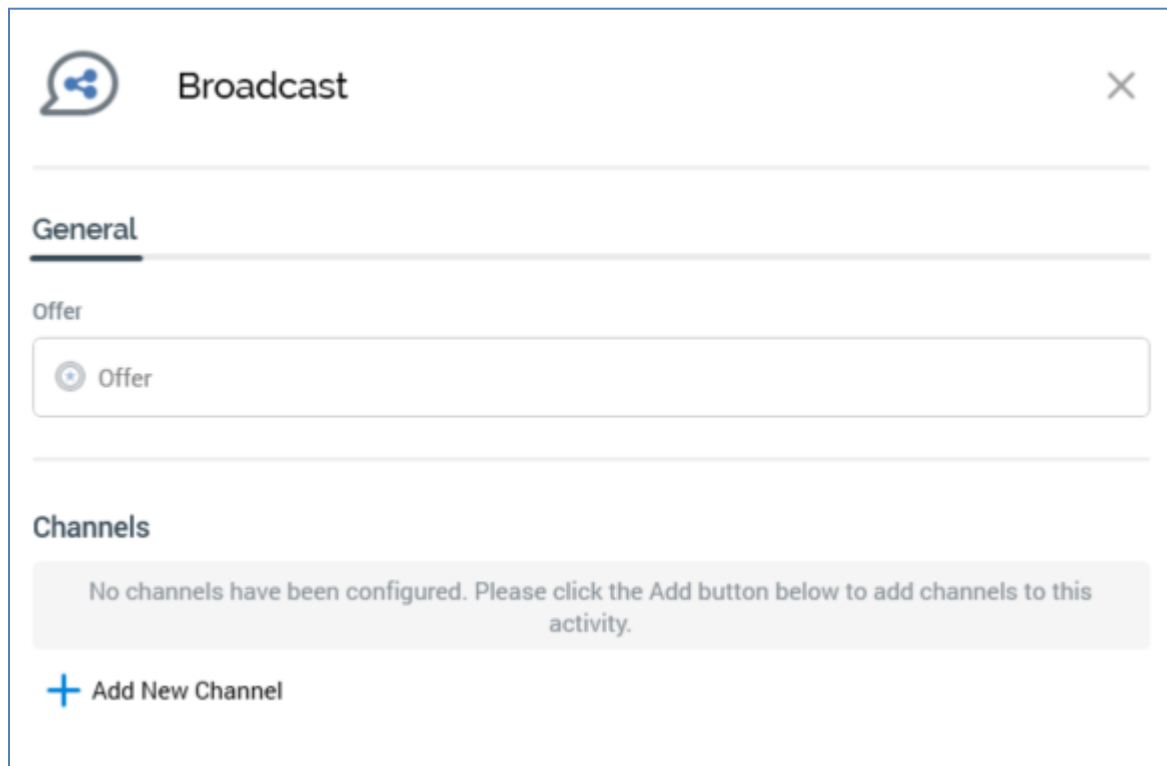 Broadcast
General
Offer
Offer
Channels
No channels have been configured. Please click the Add button below to add channels to this
activity.
Add New Channel